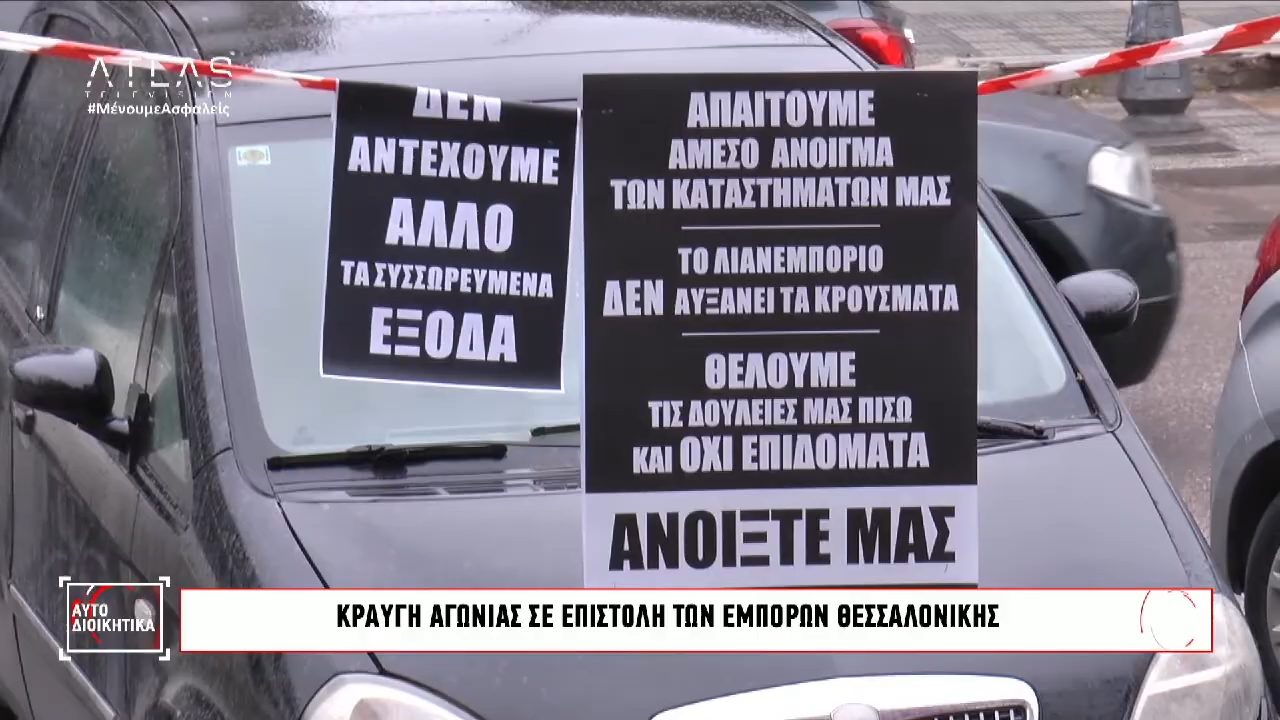 ATLAS
TELEVISION
#ΜένουμεΑσφαλείς
ΔΕΝ
ΑΝΤΕΧΟΥΜΕ
ΑΛΛΟ
ΤΑ ΣΥΣΣΩΡΕΥΜΕΝΑ
ΕΞΟΔΑ
ΑΠΑΙΤΟΥΜΕ
ΑΜΕΣΟ ΑΝΟΙΓΜΑ
ΤΩΝ ΚΑΤΑΣΤΗΜΑΤΩΝ ΜΑΣ
ΤΟ ΛΙΑΝΕΜΠΟΡΙΟ
ΔΕΝ ΑΥΞΑΝΕΙ ΤΑ ΚΡΟΥΣΜΑΤΑ
ΘΕΛΟΥΜΕ
ΤΙΣ ΔΟΥΛΕΙΕΣ ΜΑΣ ΠΙΣΩ
ΚΑΙ ΟΧΙ ΕΠΙΔΟΜΑΤΑ
ΑΝΟΙΞΤΕ ΜΑΣ
ΑΥΤΟ
ΔΙΟΙΚΗΤΙΚΑ
ΚΡΑΥΓΗ ΑΓΩΝΙΑΣ ΣΕ ΕΠΙΣΤΟΛΗ ΤΩΝ ΕΜΠΟΡΩΝ ΘΕΣΣΑΛΟΝΙΚΗΣ